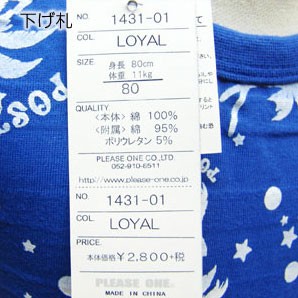 下げ札
NO. 1431-01
COL. LOYAL
SIZE 身長 80cm
体重 11kg
80
QUALITY:
<本体> 綿 100%
<附属> 綿 95%
ポリウレタン 5%
PLEASE ONE CO.,LTD
052-910-6511
http://www.please-one.co.jp
NO. 1431-01
COL. LOYAL
PRICE.
本体価格 ¥2,800+税
PLEASE ONE.
MADE IN CHINA
POST